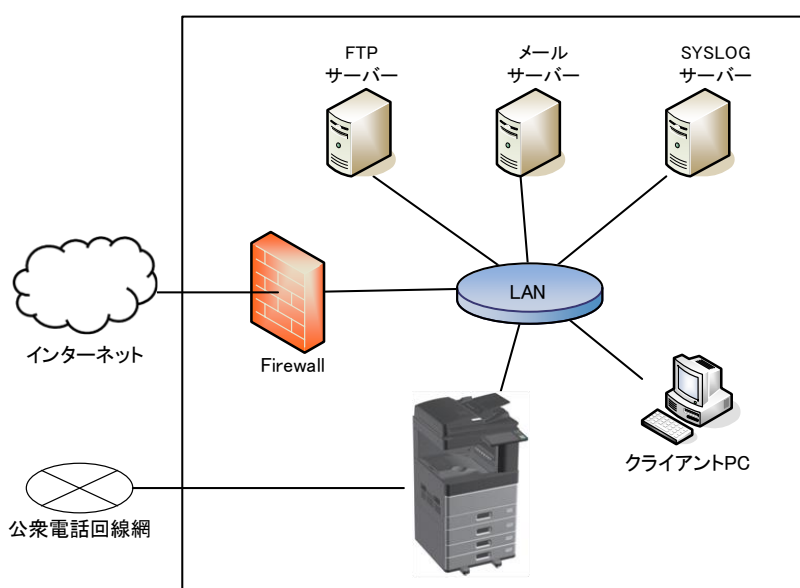 FTP
サーバー
メール
サーバー
SYSLOG
サーバー
LAN
インターネット
Firewall
クライアントPC
公衆電話回線網